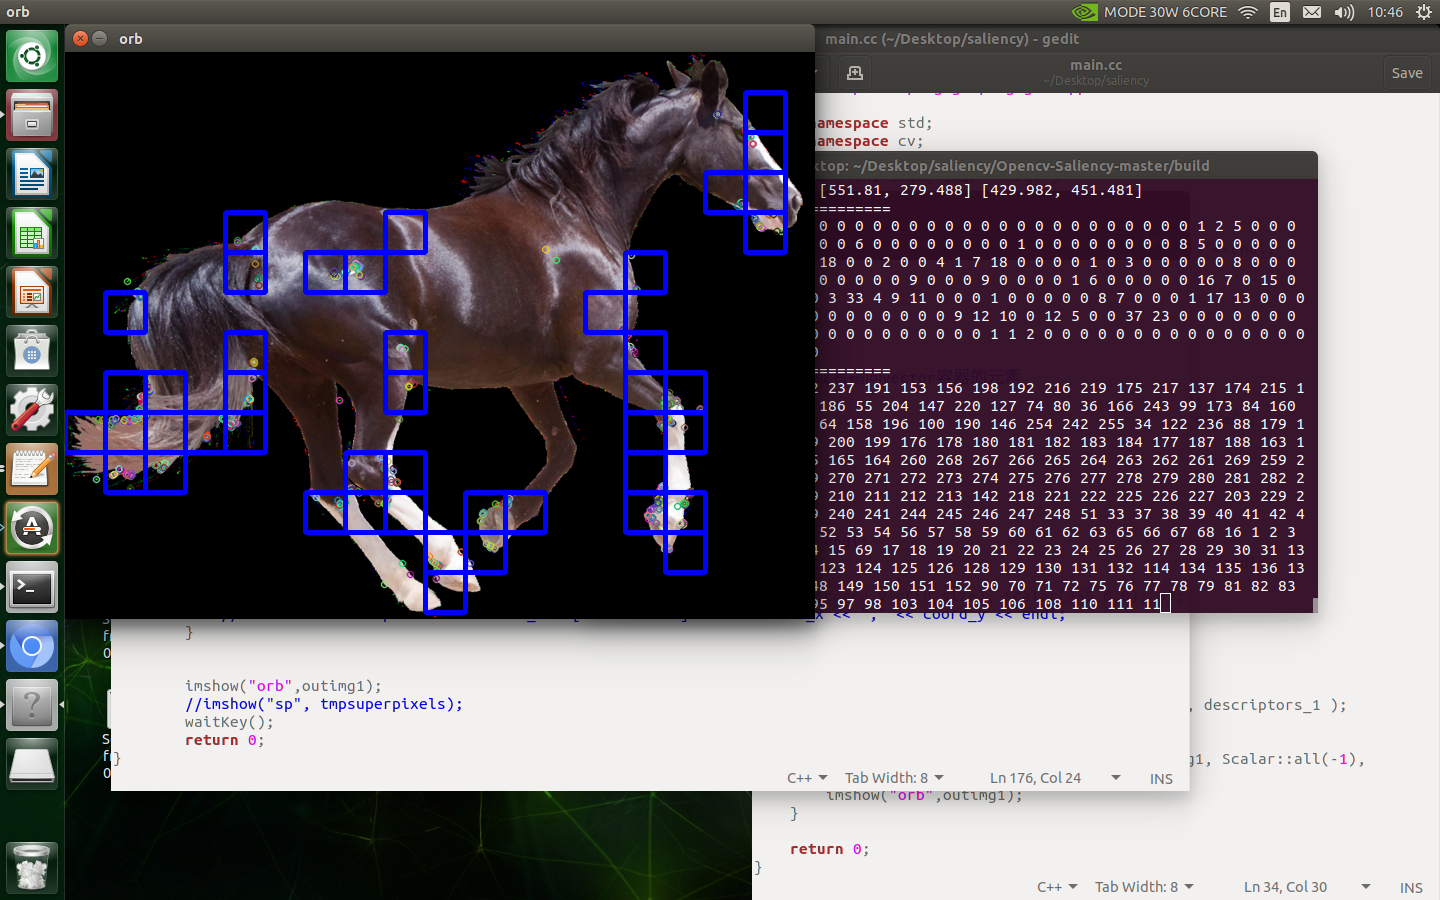 orb
MODE 30W 6CORE
En
10:46
orb
main.cc (~/Desktop/saliency) - gedit
main.cc
~/Desktop/saliency
Save
namespace std;
namespace cv;
ktop: ~/Desktop/saliency/Opencv-Saliency-master/build
[551.81, 279.488] [429.982, 451.481]
==========
0 0 0 0 0 0 0 0 0 0 0 0 0 0 0 0 0 0 0 0 0 1 2 5 0 0 0
0 0 6 0 0 0 0 0 0 0 0 1 0 0 0 0 0 0 0 0 8 5 0 0 0 0 0
18 0 0 2 0 0 4 1 7 18 0 0 0 0 1 0 3 0 0 0 0 0 8 0 0 0
0 0 0 0 0 9 0 0 0 9 0 0 0 0 1 6 0 0 0 0 0 16 7 0 15 0
0 3 33 4 9 11 0 0 0 1 0 0 0 0 0 8 7 0 0 0 1 17 13 0 0 0
0 0 0 0 0 0 0 0 9 12 10 0 12 5 0 0 37 23 0 0 0 0 0 0 0
0 0 0 0 0 0 0 0 0 0 1 1 2 0 0 0 0 0 0 0 0 0 0 0 0 0 0 0
0
==========
237 191 153 156 198 192 216 219 175 217 137 174 215 1
186 55 204 147 220 127 74 80 36 166 243 99 173 84 160
64 158 196 100 190 146 254 242 255 34 122 236 88 179 1
200 199 176 178 180 181 182 183 184 177 187 188 163 1
165 164 260 268 267 266 265 264 263 262 261 269 259 2
270 271 272 273 274 275 276 277 278 279 280 281 282 2
210 211 212 213 142 218 221 222 225 226 227 203 229 2
240 241 244 245 246 247 248 51 33 37 38 39 40 41 42 4
52 53 54 56 57 58 59 60 61 62 63 65 66 67 68 16 1 2 3
15 69 17 18 19 20 21 22 23 24 25 26 27 28 29 30 31 13
123 124 125 126 128 129 130 131 132 114 134 135 136 13
149 150 151 152 90 70 71 72 75 76 77 78 79 81 82 83
95 97 98 103 104 105 106 108 110 111 11
_x << ", " << coord_y << endl;
}
imshow("orb",outimg1);
//imshow("sp", tmpsuperpixels);
waitKey();
return 0;
}
C++ Tab Width: 8 Ln 176, Col 24 INS
, descriptors_1 );
g1, Scalar::all(-1),
imshow("orb",outimg1);
}
return 0;
}
C++ Tab Width: 8 Ln 34, Col 30 INS